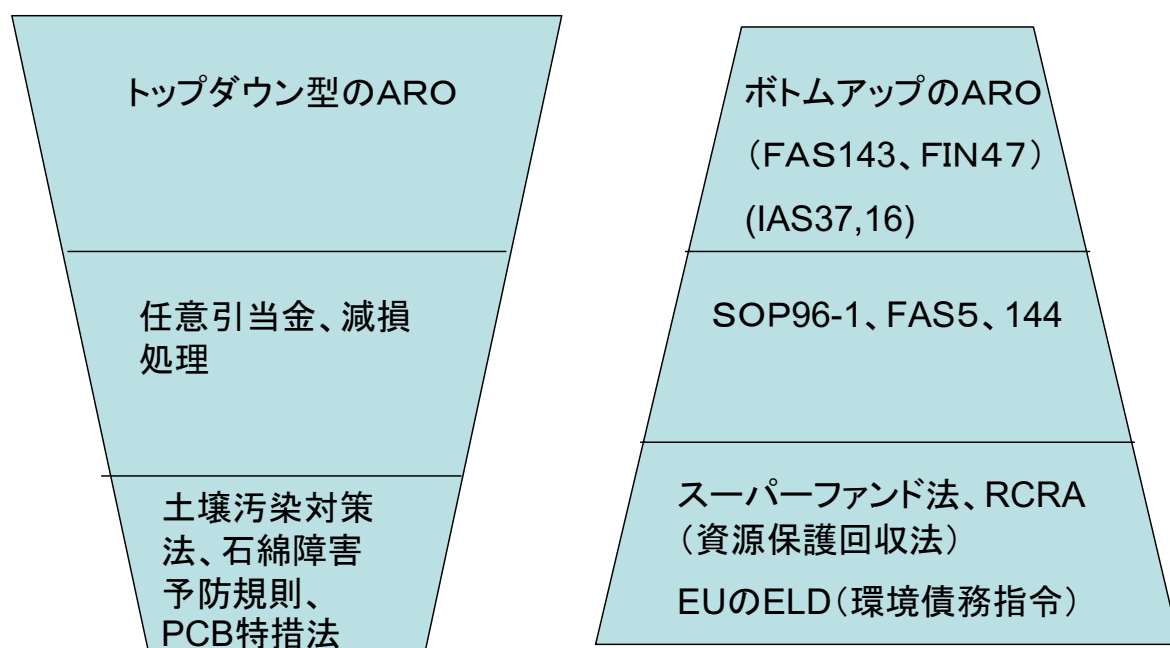 トップダウン型のＡＲＯ
任意引当金、減損
処理
土壌汚染対策
法、石綿障害
予防規則、
PCB特措法
ボトムアップのＡＲＯ
（FAS143、FIN４７）
(IAS37,16)
ＳＯＰ96-1、FAS５、144
スーパーファンド法、RCRA
（資源保護回収法）
EUのELD（環境債務指令）